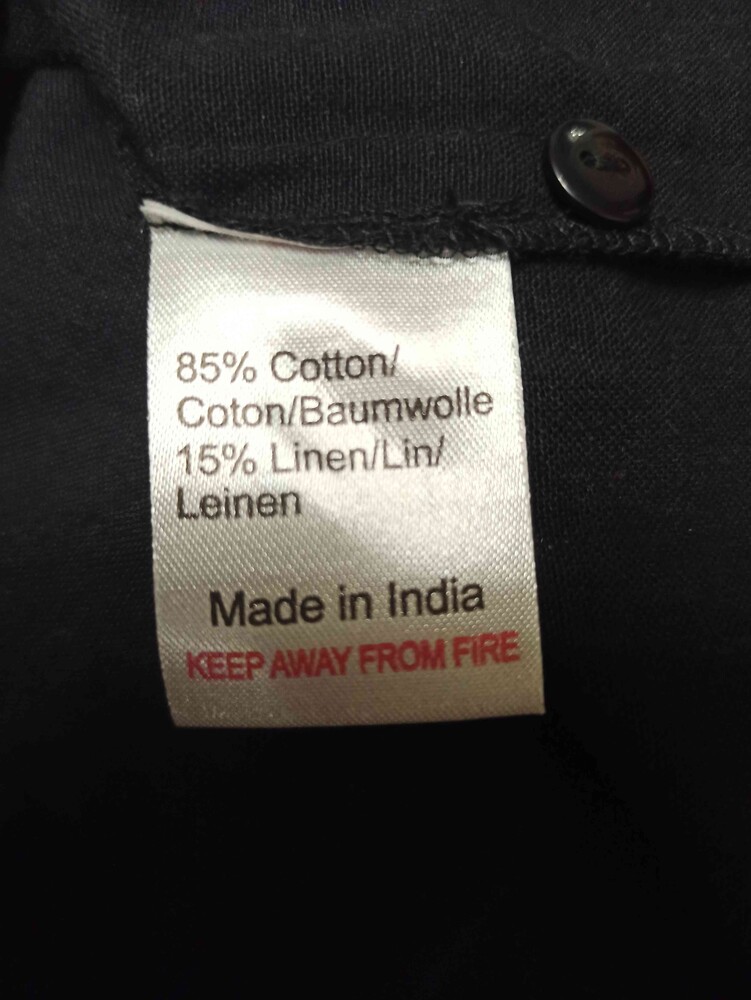 85% Cotton/
Coton/Baumwolle
15% Linen/Lin/
Leinen
Made in India
KEEP AWAY FROM FIRE